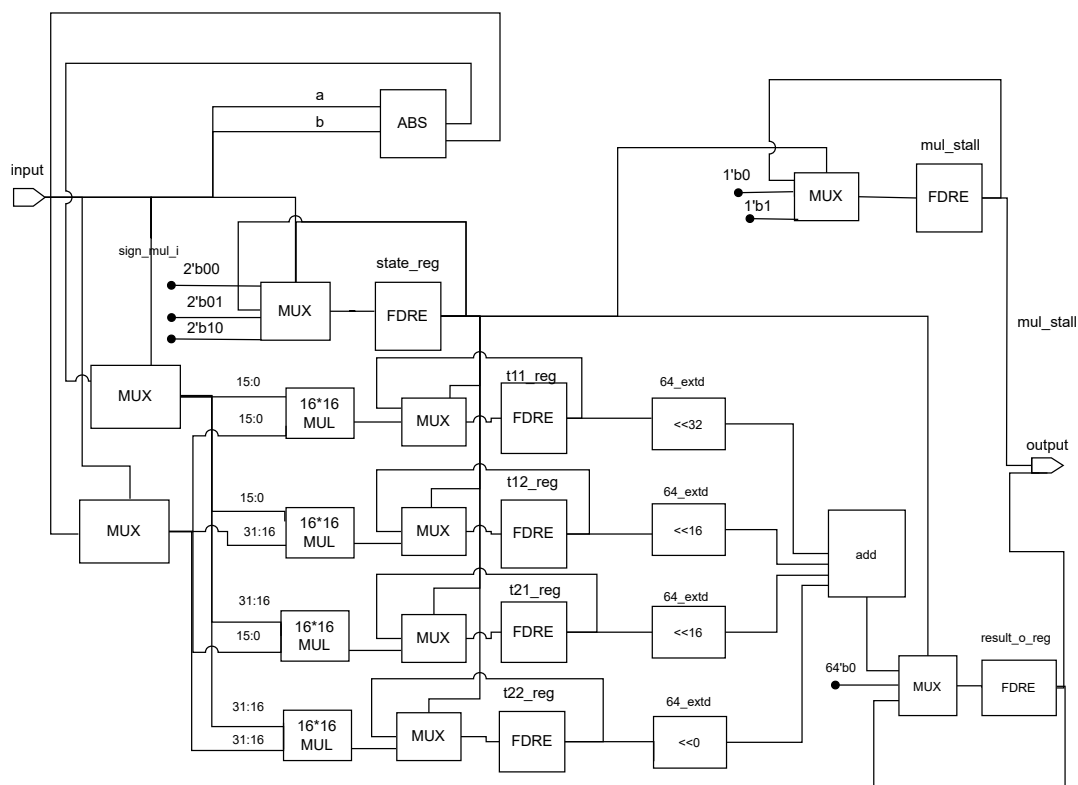 a
ABS
b
mul_stall
input
1'b0
MUX
FDRE
1'b1
sign_mul_i
state_reg
2'b00
MUX
FDRE
2'b01
2'b10
mul_stall
MUX
15:0
16*16
MUL
15:0
MUX
t11_reg
FDRE
64_extd
<<32
output
MUX
15:0
16*16
MUL
31:16
MUX
t12_reg
FDRE
64_extd
<<16
add
31:16
16*16
MUL
15:0
MUX
t21_reg
FDRE
64_extd
<<16
result_o_reg
64'b0
MUX
FDRE
31:16
16*16
MUL
31:16
MUX
t22_reg
FDRE
64_extd
<<0